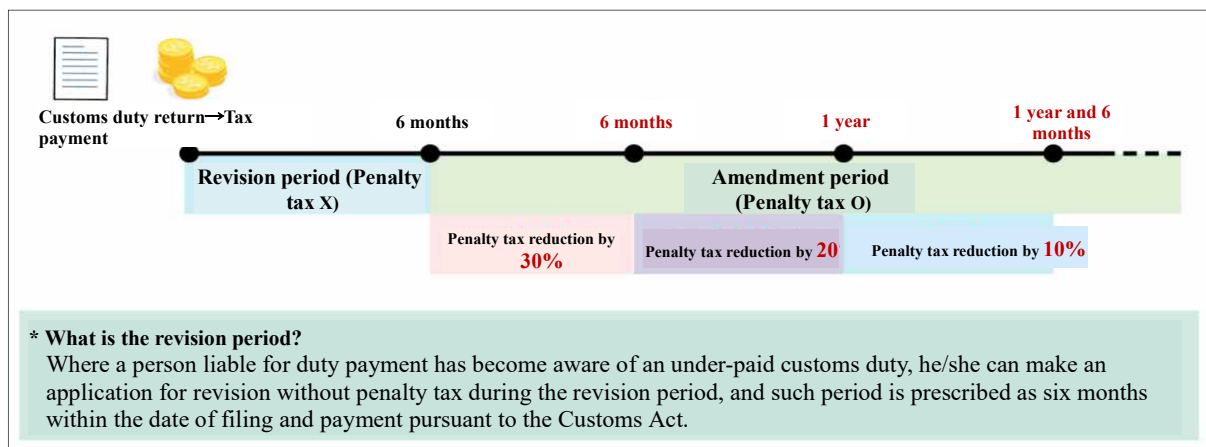 Customs duty return→Tax
payment
6 months
6 months
1 year
1 year and 6
months
Revision period (Penalty
tax X)
Amendment period
(Penalty tax O)
Penalty tax reduction by
30%
Penalty tax reduction by 20
Penalty tax reduction by 10%
* What is the revision period?
Where a person liable for duty payment has become aware of an under-paid customs duty, he/she can make an
application for revision without penalty tax during the revision period, and such period is prescribed as six months
within the date of filing and payment pursuant to the Customs Act.